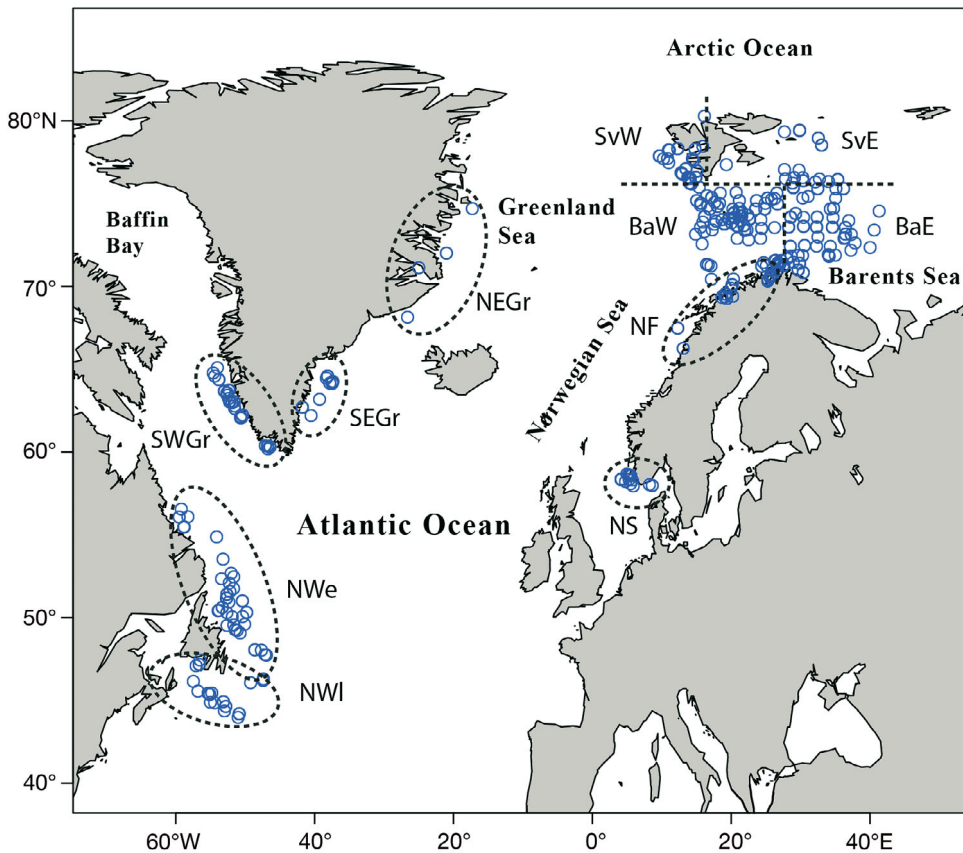 Arctic Ocean
80°N
SvW
SvE
Baffin
Bay
Greenland
Sea
BaW
BaE
Barents Sea
70°
NEGr
NF
Norwegian Sea
SWGr
SEGr
60°
Atlantic Ocean
NS
NWe
50°
NWl
40°
60°W
40°
20°
0°
20°
40°E